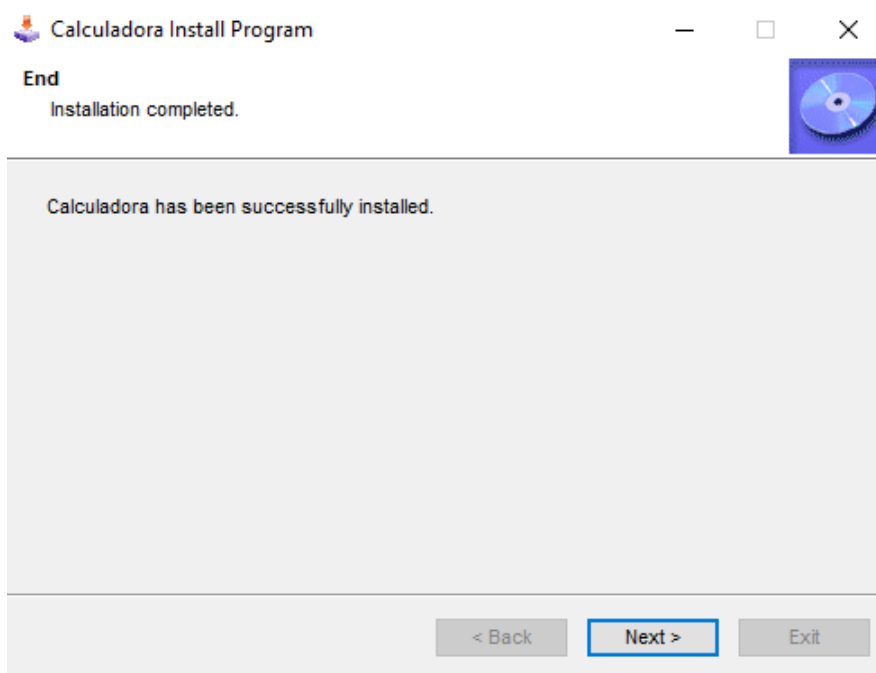 Calculadora Install Program
End
Installation completed.
Calculadora has been successfully installed.
< Back Next > Exit